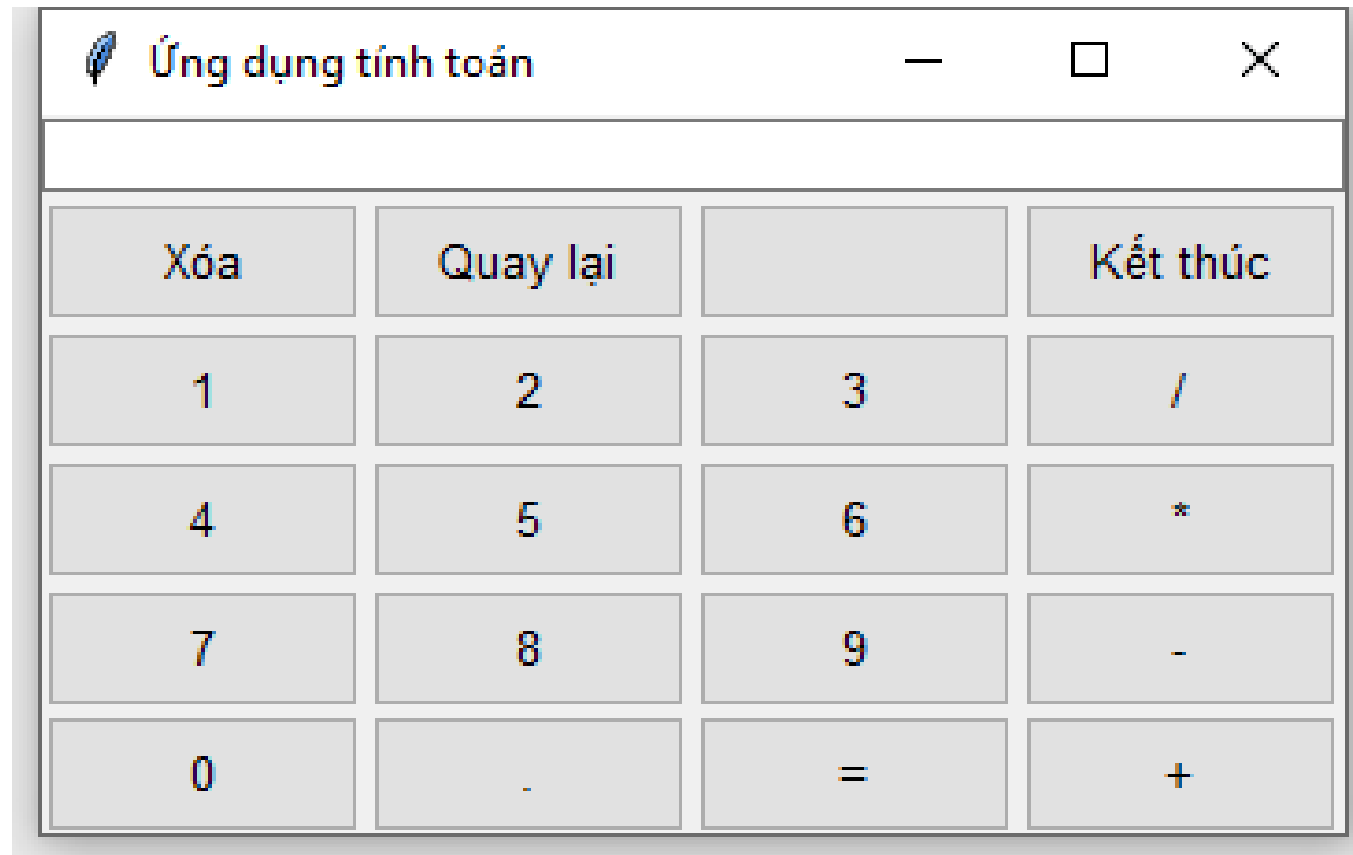 Ứng dụng tính toán
Xóa Quay lại Kết thúc
1 2 3 /
4 5 6 *
7 8 9 -
0 . = +